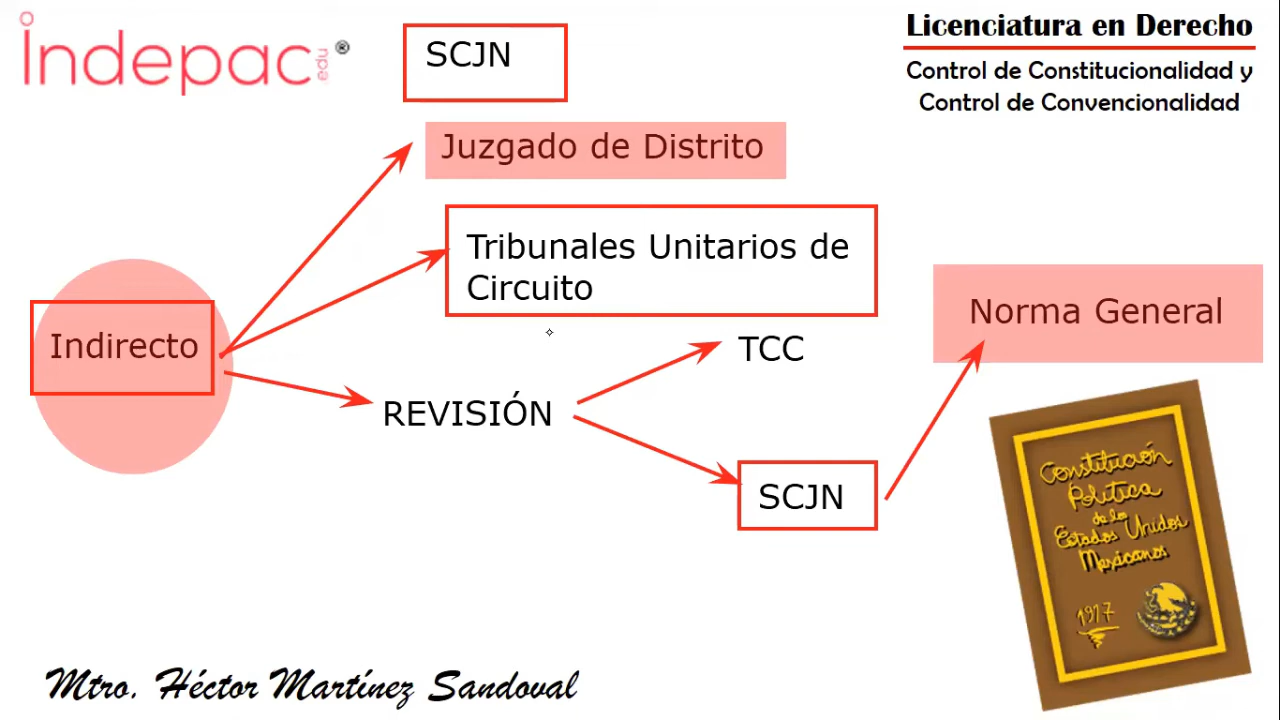 indepac edu ®
Licenciatura en Derecho
Control de Constitucionalidad y
Control de Convencionalidad
SCJN
Juzgado de Distrito
Tribunales Unitarios de
Circuito
Indirecto
REVISIÓN
TCC
SCJN
Norma General
Constitución
Política
de los
Estados Unidos
Mexicanos
1917
Mtro. Héctor Martínez Sandoval